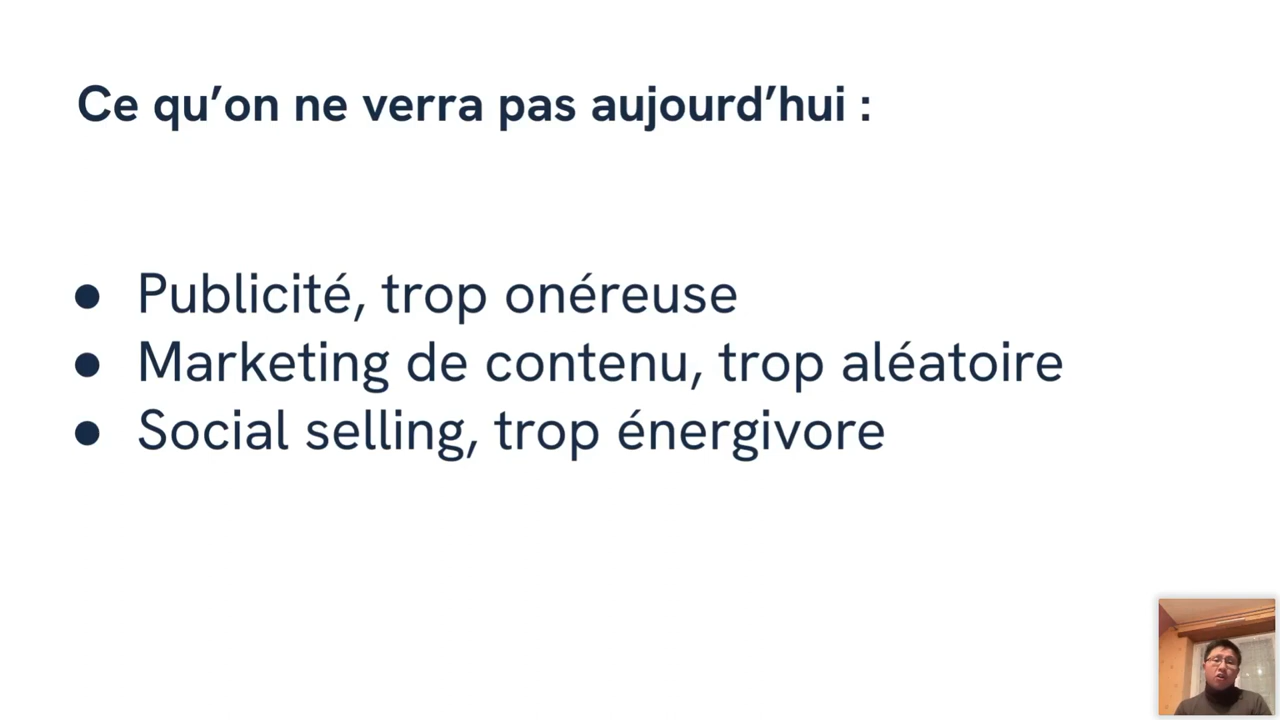 Ce qu’on ne verra pas aujourd’hui :
● Publicité, trop onéreuse
● Marketing de contenu, trop aléatoire
● Social selling, trop énergivore